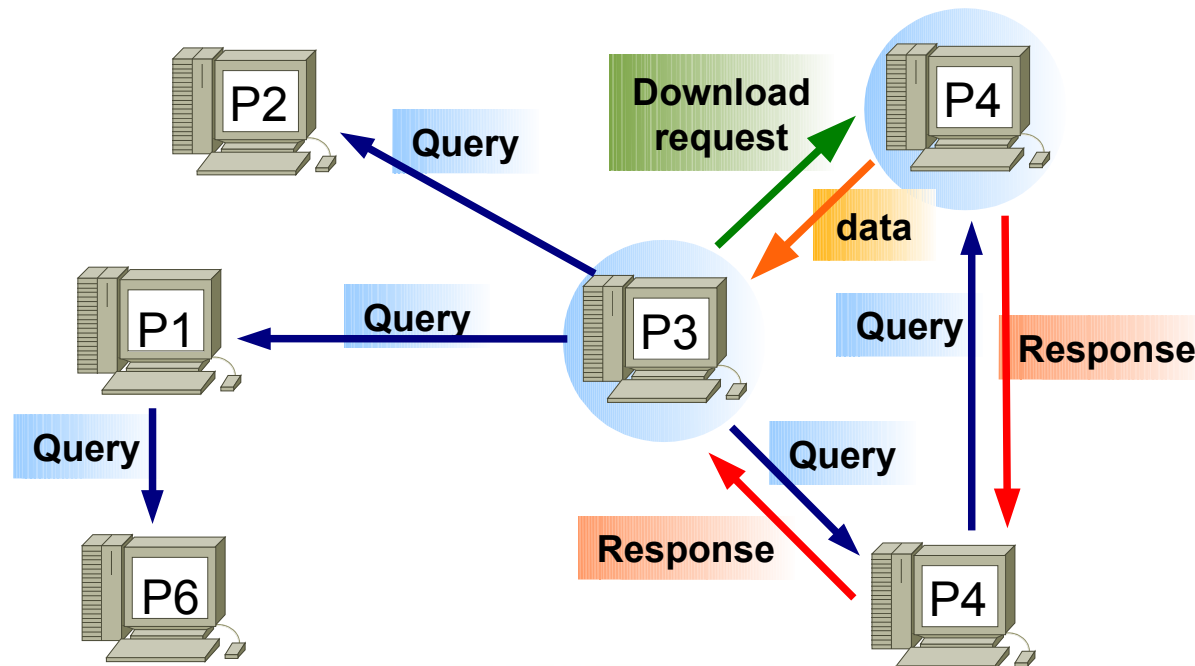 P2
Query
Download
request
P4
data
P1
Query
P3
Query
Response
Query
Query
Response
P6
P4